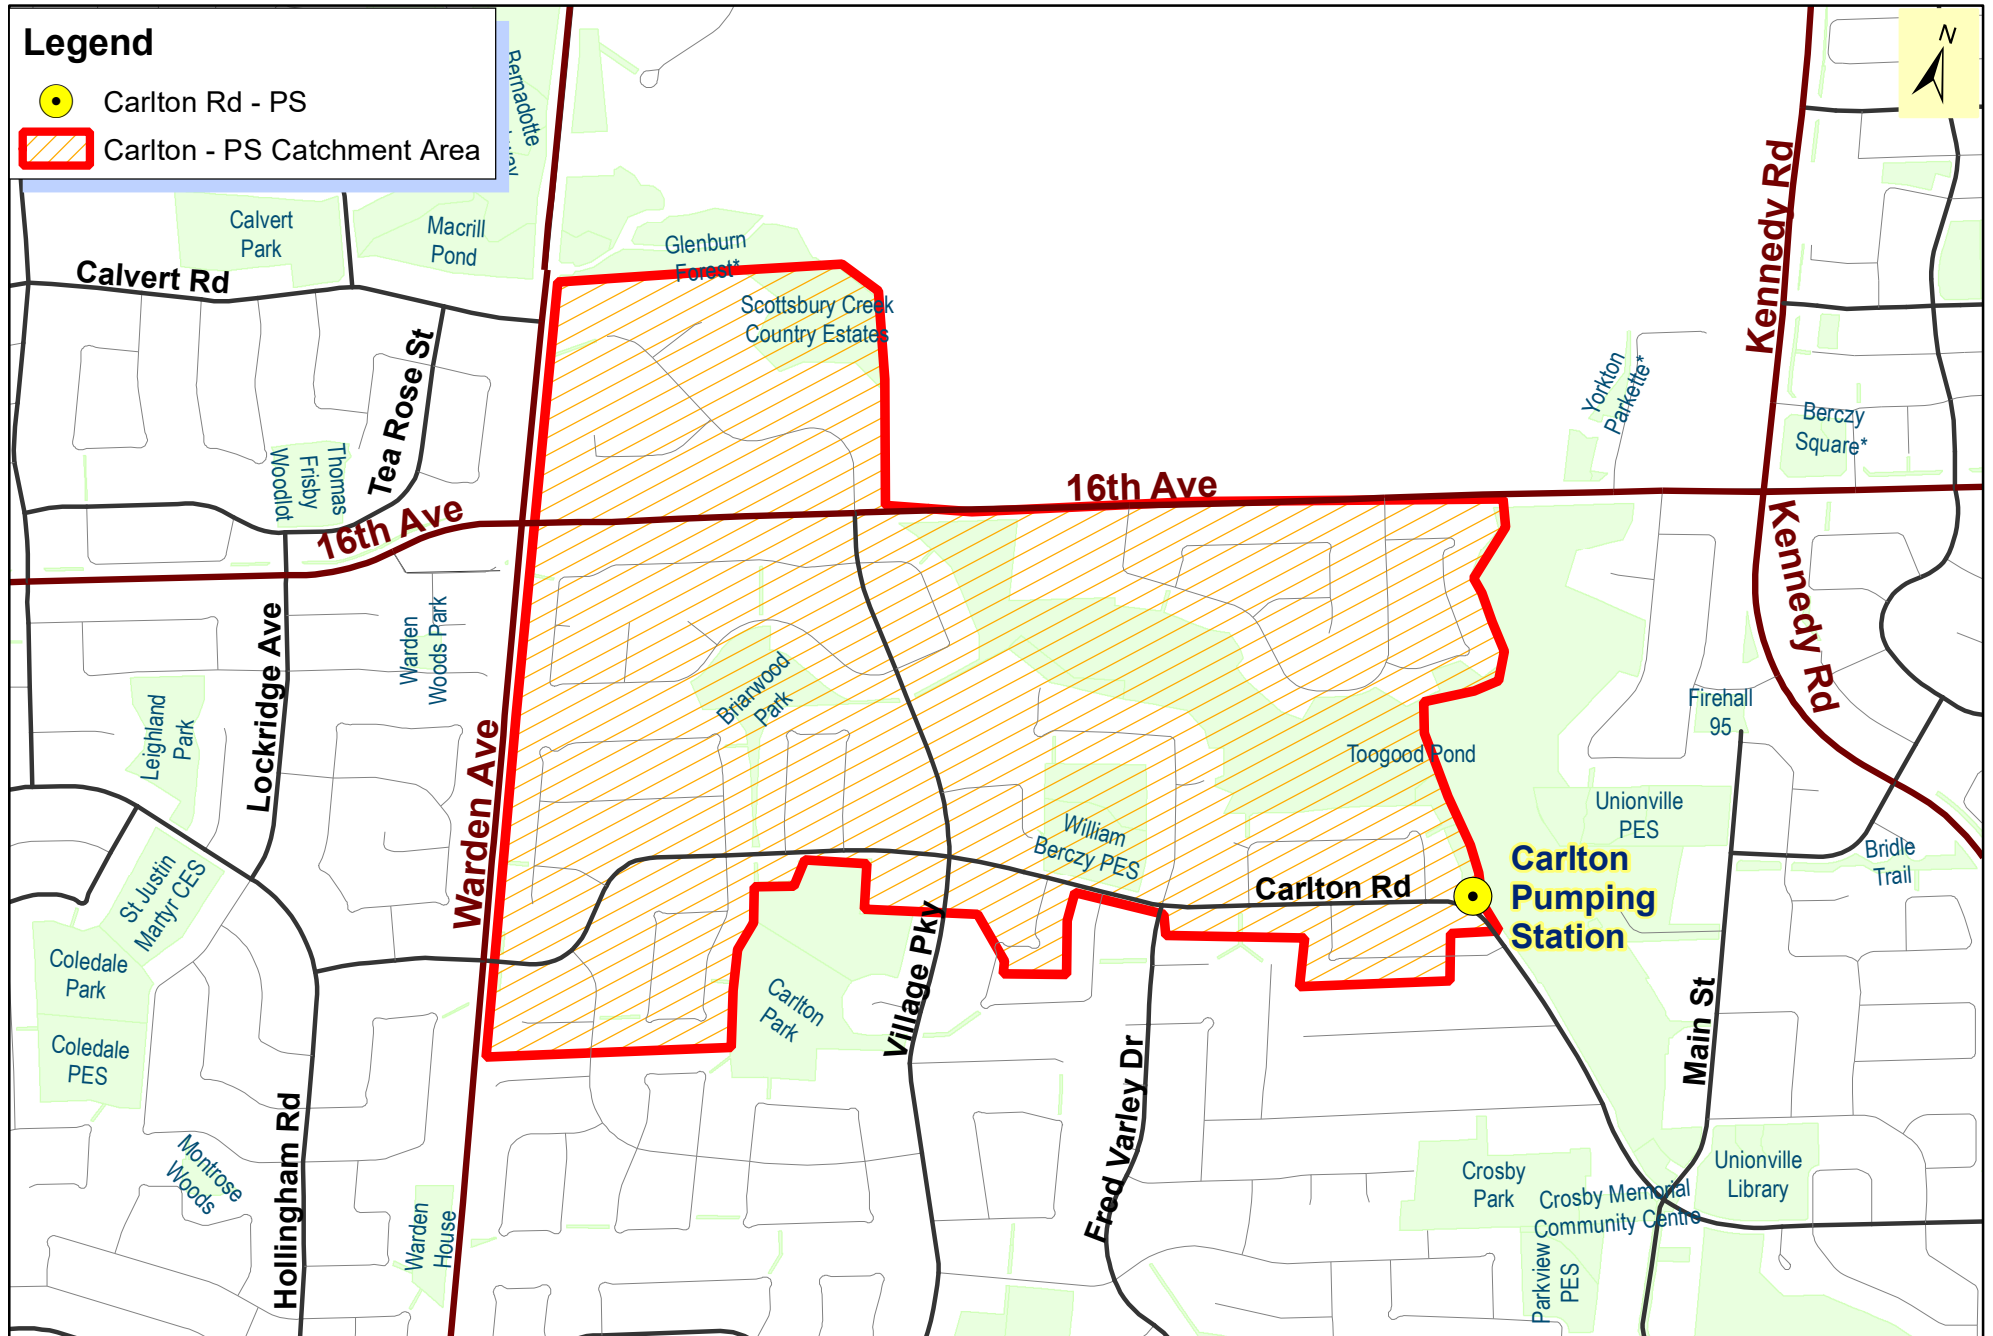 Legend
Carlton Rd - PS
Carlton - PS Catchment Area
N
Bernadotte
Calvert
Park
Macrill
Pond
Glenburn
Forest*
Scottsbury Creek
Country Estates
Calvert Rd
Tea Rose St
Thomas
Frisby
Woodlot
16th Ave
16th Ave
Kennedy Rd
Yorkton
Parkette*
Berczy
Square*
Kennedy Rd
Lockridge Ave
Warden
Woods Park
Leighland
Park
Warden Ave
Briarwood
Park
Firehall
95
Toogood Pond
Unionville
PES
William
Berczy PES
Bridle
Trail
Carlton Rd
Carlton
Pumping
Station
St Justin
Martyr CES
Coledale
Park
Coledale
PES
Carlton
Park
Village Pky
Main St
Fred Varley Dr
Hollingham Rd
Montrose
Woods
Warden
House
Crosby
Park
Crosby Memorial
Community Centre
Unionville
Library
Parkview
PES